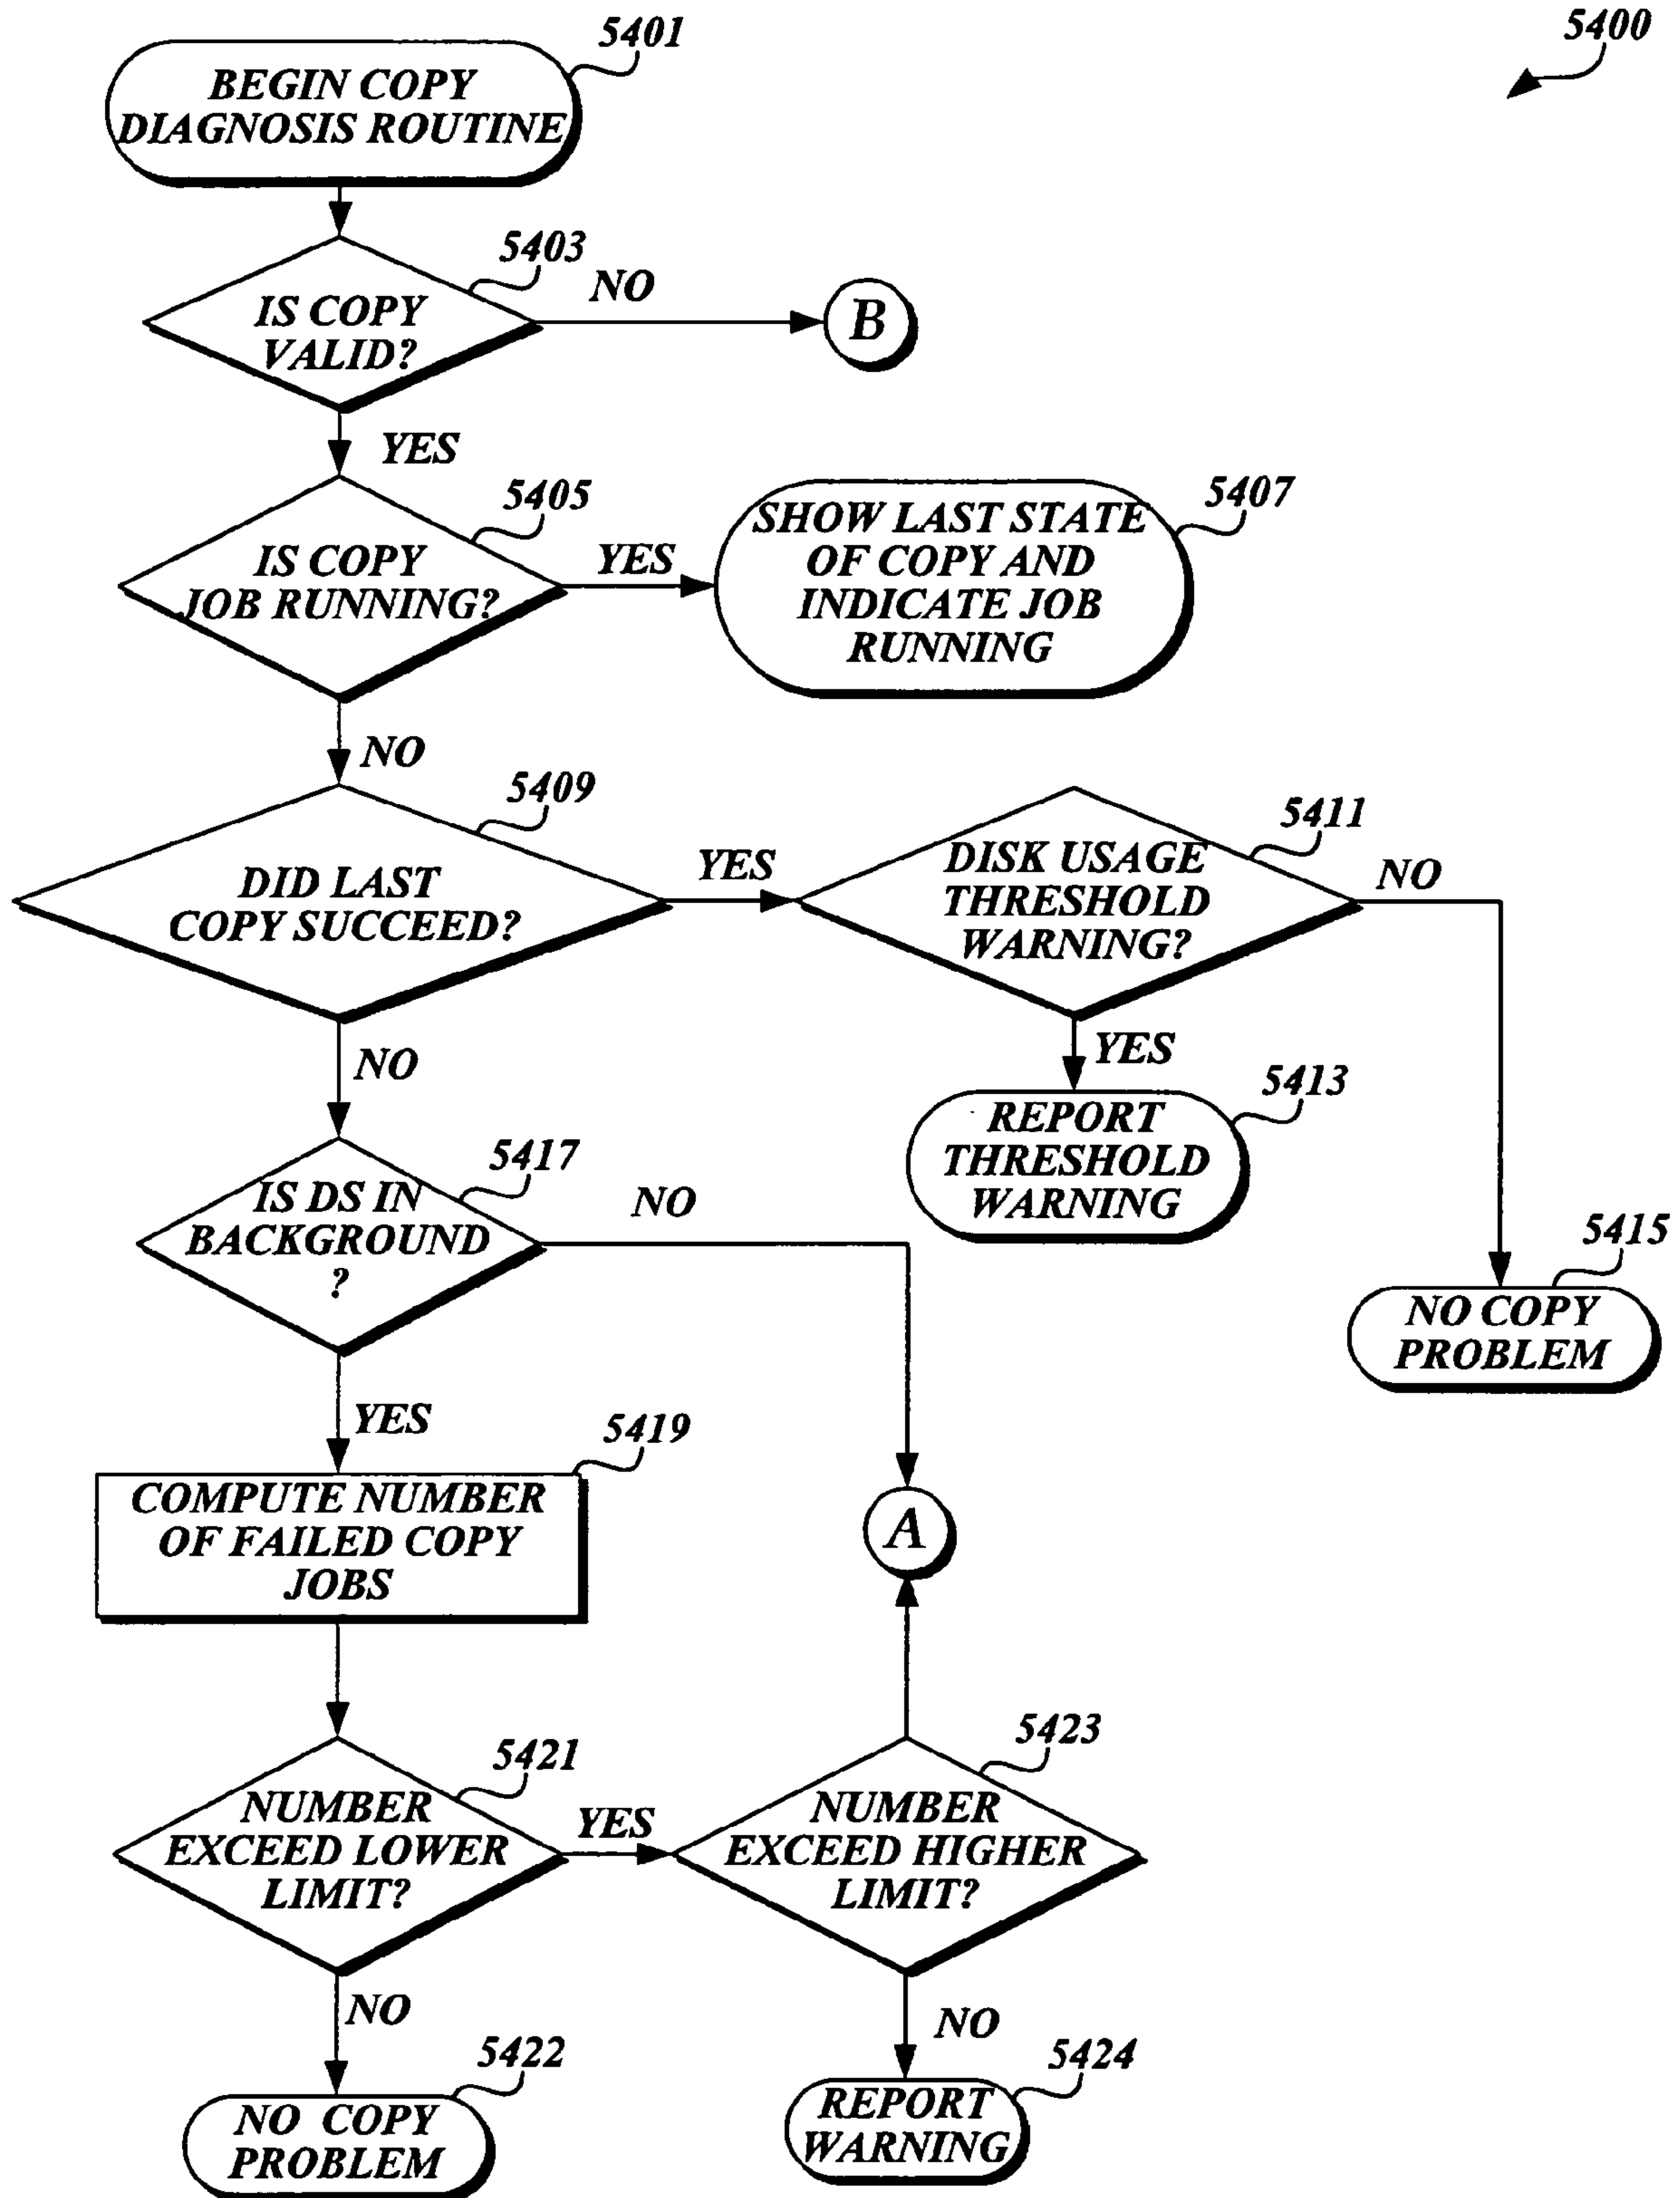 5400
5401
BEGIN COPY
DIAGNOSIS ROUTINE
5403
IS COPY
VALID?
NO
B
YES
5405
IS COPY
JOB RUNNING?
YES
5407
SHOW LAST STATE
OF COPY AND
INDICATE JOB
RUNNING
NO
5409
DID LAST
COPY SUCCEED?
YES
5411
DISK USAGE
THRESHOLD
WARNING?
NO
YES
5413
REPORT
THRESHOLD
WARNING
5415
NO COPY
PROBLEM
NO
5417
IS DS IN
BACKGROUND
?
NO
A
YES
5419
COMPUTE NUMBER
OF FAILED COPY
JOBS
5421
NUMBER
EXCEED LOWER
LIMIT?
YES
5423
NUMBER
EXCEED HIGHER
LIMIT?
NO
5422
NO COPY
PROBLEM
NO
5424
REPORT
WARNING